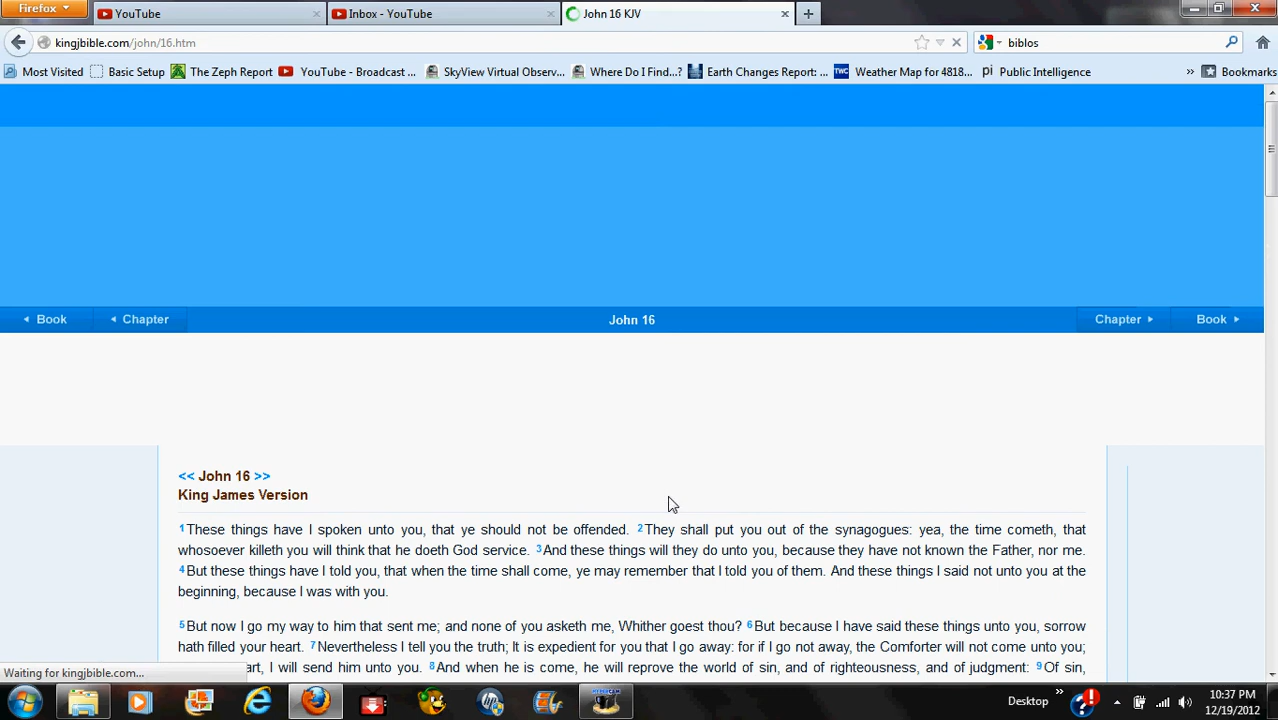 Firefox
YouTube
Inbox - YouTube
John 16 KJV
kingjbible.com/john/16.htm
biblos
Most Visited
BasicSetup
The Zeph Report
YouTube - Broadcast ...
SkyView Virtual Observ...
Where Do I Find...?
Earth Changes Report: ...
TWC
Weather Map for 4818...
pi
Public Intelligence
»
Bookmarks
Book
Chapter
John 16
Chapter
Book
<< John 16 >>
King James Version
1These things have I spoken unto you, that ye should not be offended. 2They shall put you out of the synagogues: yea, the time cometh, that
whosoever killeth you will think that he doeth God service. 3And these things will they do unto you, because they have not known the Father, nor me.
4But these things have I told you, that when the time shall come, ye may remember that I told you of them. And these things I said not unto you at the
beginning, because I was with you.
5But now I go my way to him that sent me; and none of you asketh me, Whither goest thou? 6But because I have said these things unto you, sorrow
hath filled your heart. 7Nevertheless I tell you the truth; It is expedient for you that I go away: for if I go not away, the Comforter will not come unto you;
art, I will send him unto you. 8And when he is come, he will reprove the world of sin, and of righteousness, and of judgment: 9Of sin,
Waiting for kingjbible.com...
Desktop
»
10:37 PM
12/19/2012